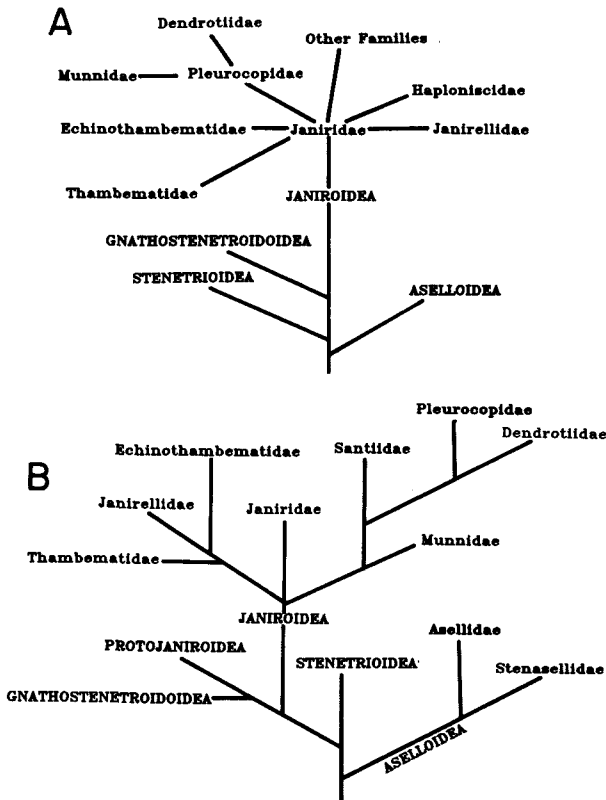 A
Dendrotiidae
Other Families
Munnidae
Pleurocopidae
Haploniscidae
Echinothambematidae
Janiridae
Janirellidae
Thambematidae
JANIROIDEA
GNATHOSTENETROIDOIDEA
STENETRIOIDEA
ASELLOIDEA
B
Pleurocopidae
Dendrotiidae
Echinothambematidae
Santiidae
Janirellidae
Janiridae
Munnidae
Thambematidae
JANIROIDEA
Asellidae
PROTOJANIROIDEA
STENETRIOIDEA
Stenasellidae
GNATHOSTENETROIDOIDEA
ASELLOIDEA